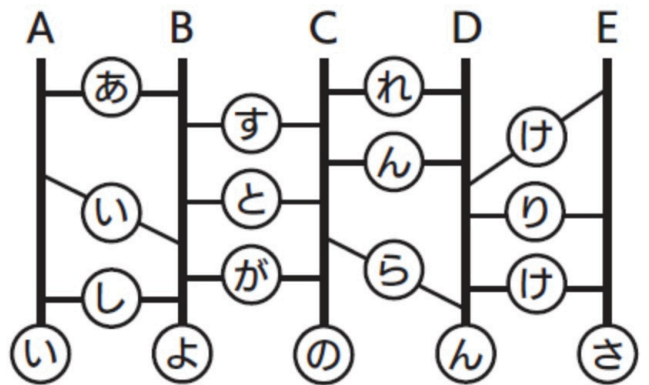 A B C D E
あ れ
す
け
ん
と
い り
が ら け
し
い よ の ん さ